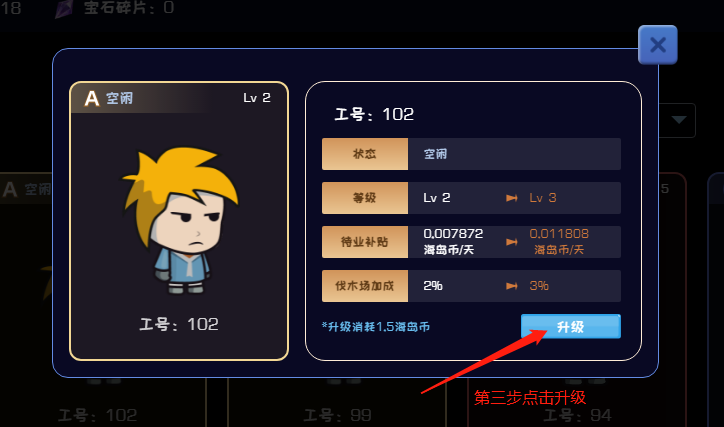 18 宝石碎片：0
A 空闲 Lv 2
工号：102
工号：102
状态 空闲
等级 Lv 2 Lv 3
待业补贴 0.007872 海岛币/天 0.011808 海岛币/天
伐木场加成 2% 3%
*升级消耗1.5海岛币 升级
第三步点击升级
A 空闲
5
工号：102 工号：99 工号：94